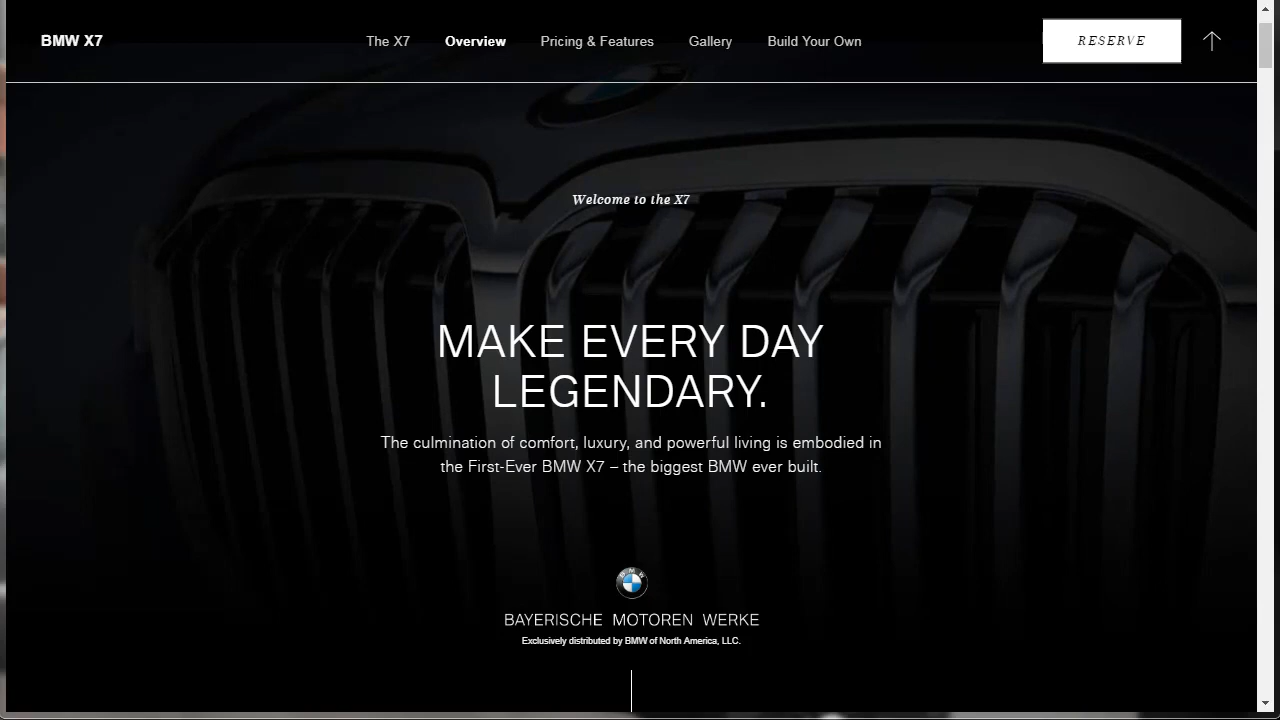 BMW X7
The X7
Overview
Pricing & Features
Gallery
Build Your Own
RESERVE
Welcome to the X7
MAKE EVERY DAY
LEGENDARY.
The culmination of comfort, luxury, and powerful living is embodied in
the First-Ever BMW X7 – the biggest BMW ever built.
BMW
BAYERISCHE MOTOREN WERKE
Exclusively distributed by BMW of North America, LLC.